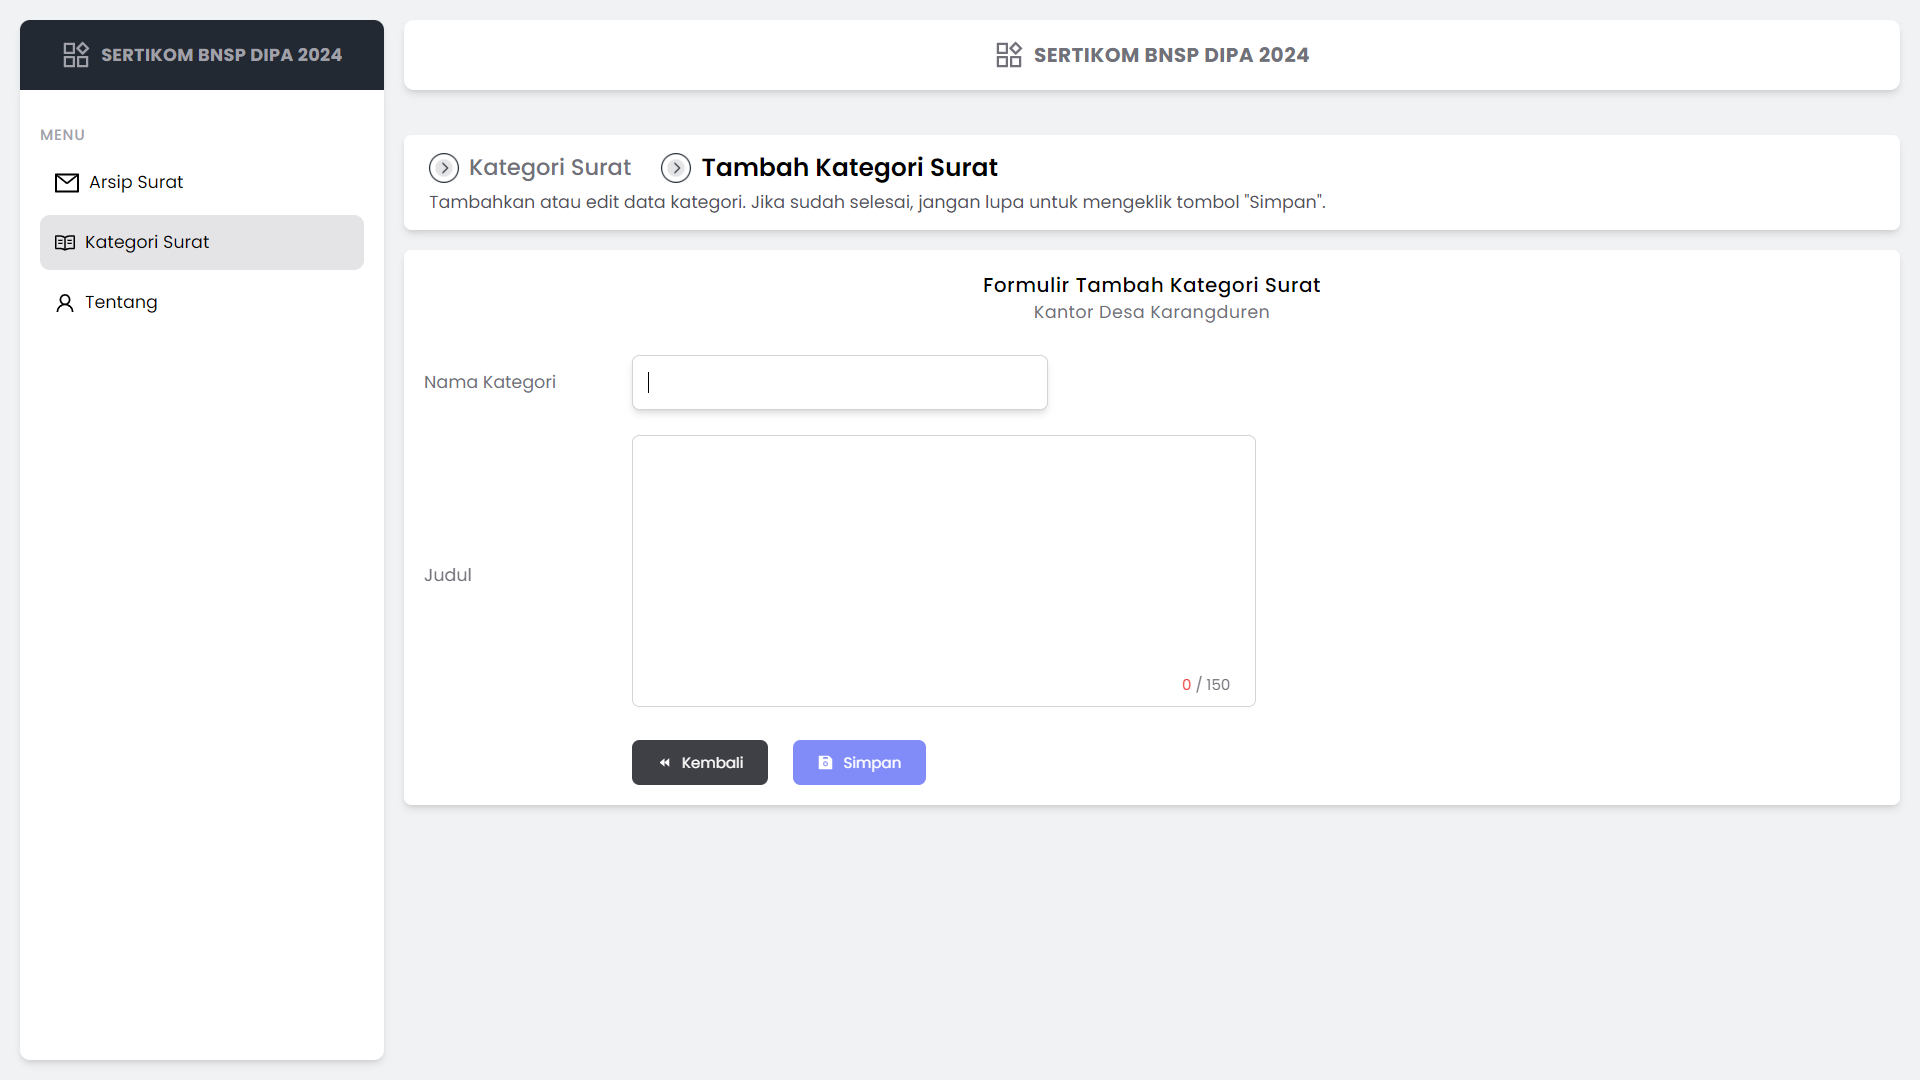 SERTIKOM BNSP DIPA 2024
MENU
Arsip Surat
Kategori Surat
Tentang
SERTIKOM BNSP DIPA 2024
Kategori Surat Tambah Kategori Surat
Tambahkan atau edit data kategori. Jika sudah selesai, jangan lupa untuk mengeklik tombol "Simpan".
Formulir Tambah Kategori Surat
Kantor Desa Karangduren
Nama Kategori
Judul
0 / 150
Kembali Simpan